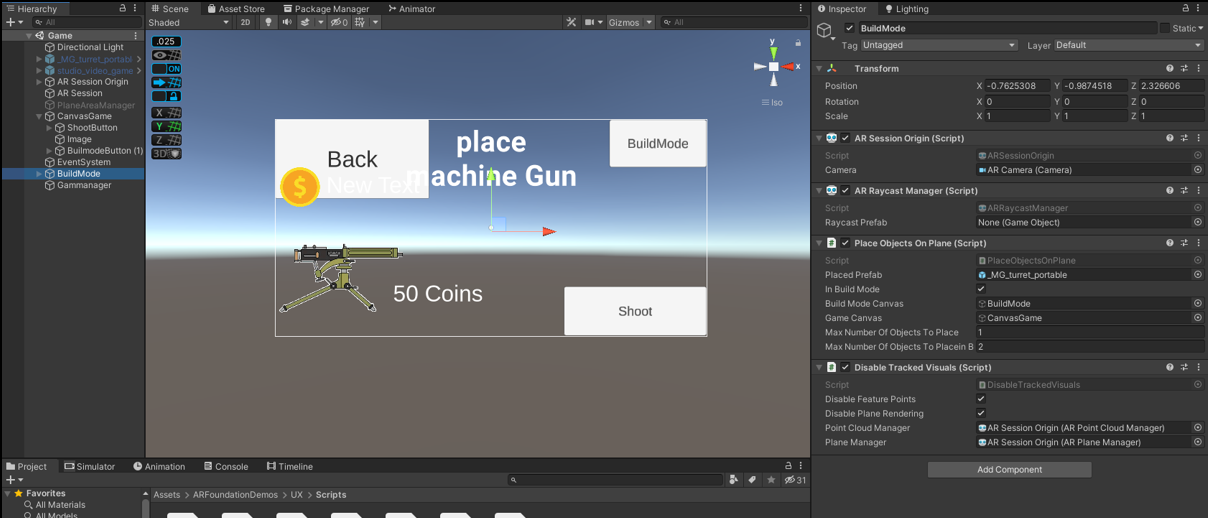 Hierarchy
All
Game
Directional Light
_MG_turret_portabl
studio_video_game
AR Session Origin
AR Session
PlaneAreaManager
CanvasGame
ShootButton
Image
BuilmodeButton (1)
EventSystem
BuildMode
Gammanager
Scene
Asset Store
Package Manager
Animator
Shaded
2D
0
Gizmos
All
.025
ON
X
Y
Z
3D
y
x
Iso
Back
place
machine Gun
New Text
BuildMode
50 Coins
Shoot
Inspector
Lighting
BuildMode
Static
Tag Untagged
Layer Default
Transform
Position X -0.7625308 Y -0.9874518 Z 2.326606
Rotation X 0 Y 0 Z 0
Scale X 1 Y 1 Z 1
AR Session Origin (Script)
Script ARSessionOrigin
Camera AR Camera (Camera)
AR Raycast Manager (Script)
Script ARRaycastManager
Raycast Prefab None (Game Object)
Place Objects On Plane (Script)
Script PlaceObjectsOnPlane
Placed Prefab _MG_turret_portable
In Build Mode
Build Mode Canvas BuildMode
Game Canvas CanvasGame
Max Number Of Objects To Place 1
Max Number Of Objects To Placein B 2
Disable Tracked Visuals (Script)
Script DisableTrackedVisuals
Disable Feature Points
Disable Plane Rendering
Point Cloud Manager AR Session Origin (AR Point Cloud Manager)
Plane Manager AR Session Origin (AR Plane Manager)
Add Component
Project
Simulator
Animation
Console
Timeline
31
Favorites
All Materials
All Models
Assets > ARFoundationDemos > UX > Scripts